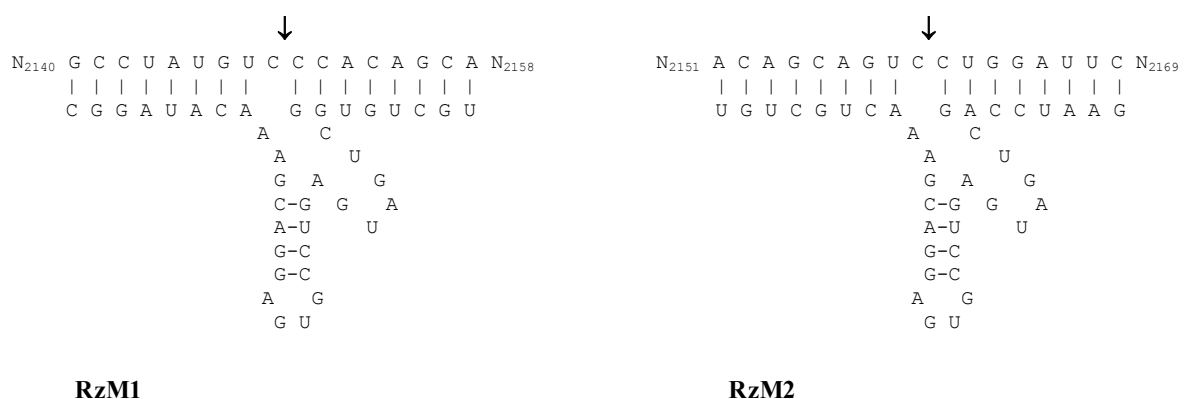 ↓ ↓
N2140 G C C U A U G U C C C A C A G C A N2158 N2151 A C A G C A G U C C U G G A U U C N2169
| | | | | | | | | | | | | | | | | | | | | | | | | | | | | | | |
C G G A U A C A G G U G U C G U U G U C G U C A G A C C U A A G
A C A C
A U A U
G A G G A G
C-G G A C-G G A
A-U U A-U U
G-C G-C
G-C G-C
A G A G
G U G U
RzM1 RzM2